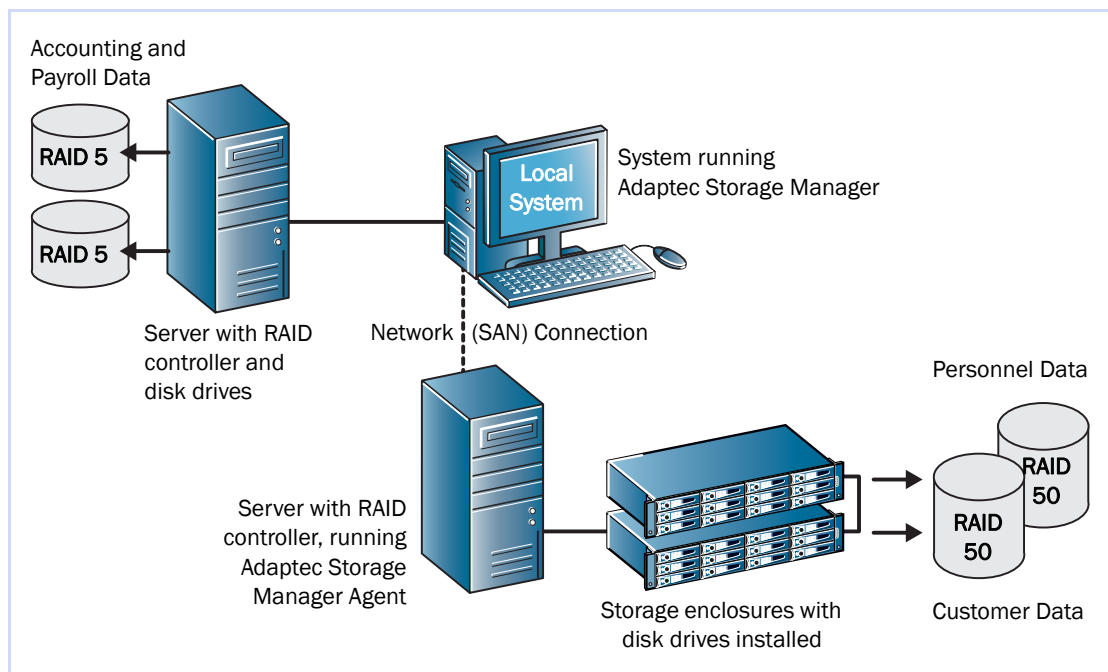 Accounting and
Payroll Data
RAID 5
RAID 5
Server with RAID
controller and
disk drives
Local
System
System running
Adaptec Storage Manager
Network (SAN) Connection
Server with RAID
controller, running
Adaptec Storage
Manager Agent
Storage enclosures with
disk drives installed
Personnel Data
RAID
50
RAID
50
Customer Data